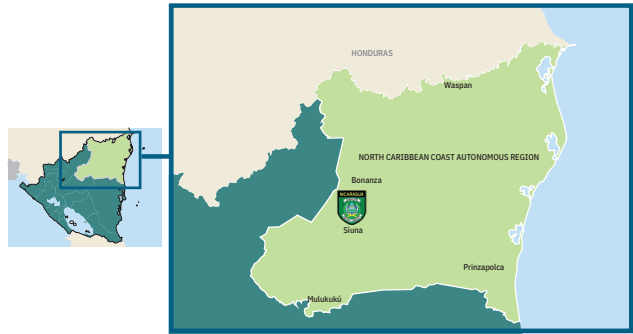 HONDURAS
Waspan
NORTH CARIBBEAN COAST AUTONOMOUS REGION
Bonanza
NICARAGUA
Siuna
Prinzapolca
Mulukukú